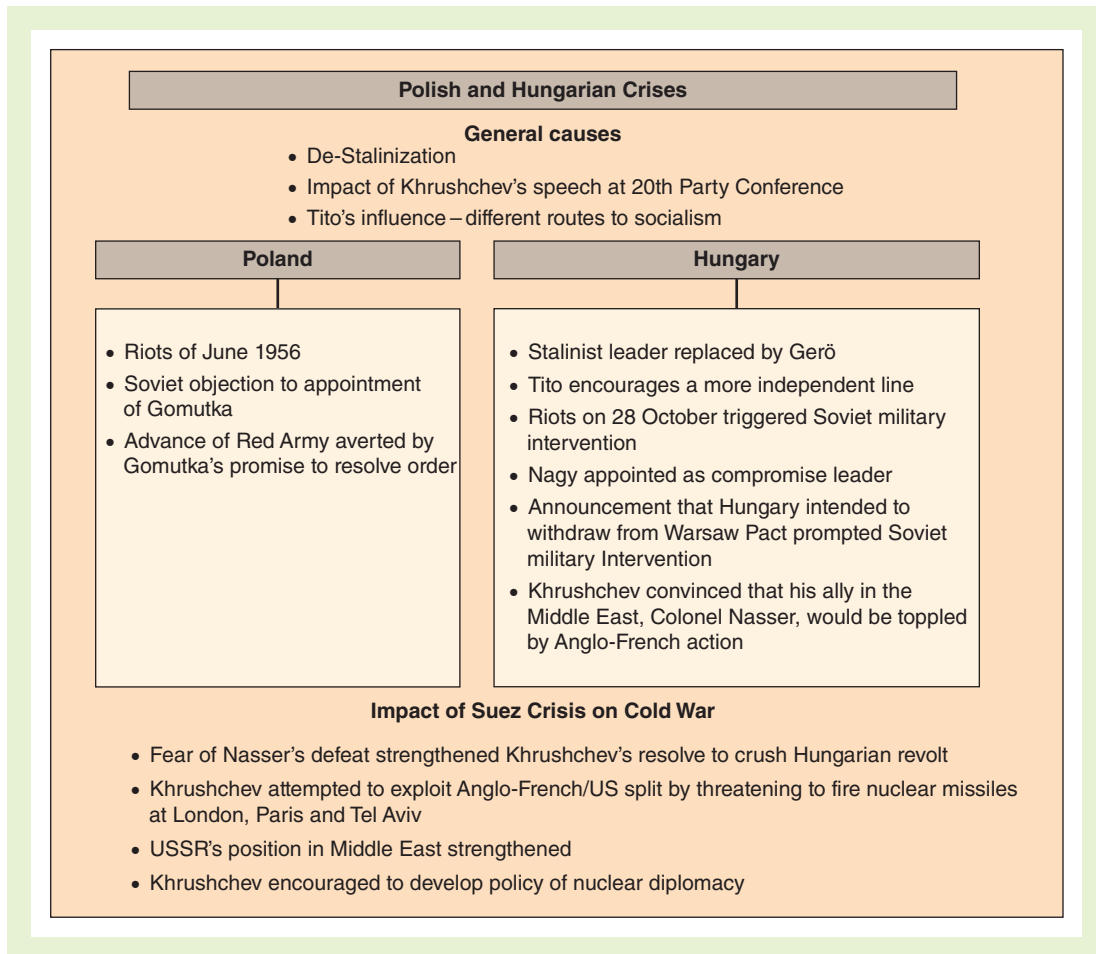 Polish and Hungarian Crises
General causes
• De-Stalinization
• Impact of Khrushchev's speech at 20th Party Conference
• Tito's influence – different routes to socialism
Poland
• Riots of June 1956
• Soviet objection to appointment
of Gomutka
• Advance of Red Army averted by
Gomutka's promise to resolve order
Hungary
• Stalinist leader replaced by Gerö
• Tito encourages a more independent line
• Riots on 28 October triggered Soviet military
intervention
• Nagy appointed as compromise leader
• Announcement that Hungary intended to
withdraw from Warsaw Pact prompted Soviet
military Intervention
• Khrushchev convinced that his ally in the
Middle East, Colonel Nasser, would be toppled
by Anglo-French action
Impact of Suez Crisis on Cold War
• Fear of Nasser's defeat strengthened Khrushchev's resolve to crush Hungarian revolt
• Khrushchev attempted to exploit Anglo-French/US split by threatening to fire nuclear missiles
at London, Paris and Tel Aviv
• USSR's position in Middle East strengthened
• Khrushchev encouraged to develop policy of nuclear diplomacy